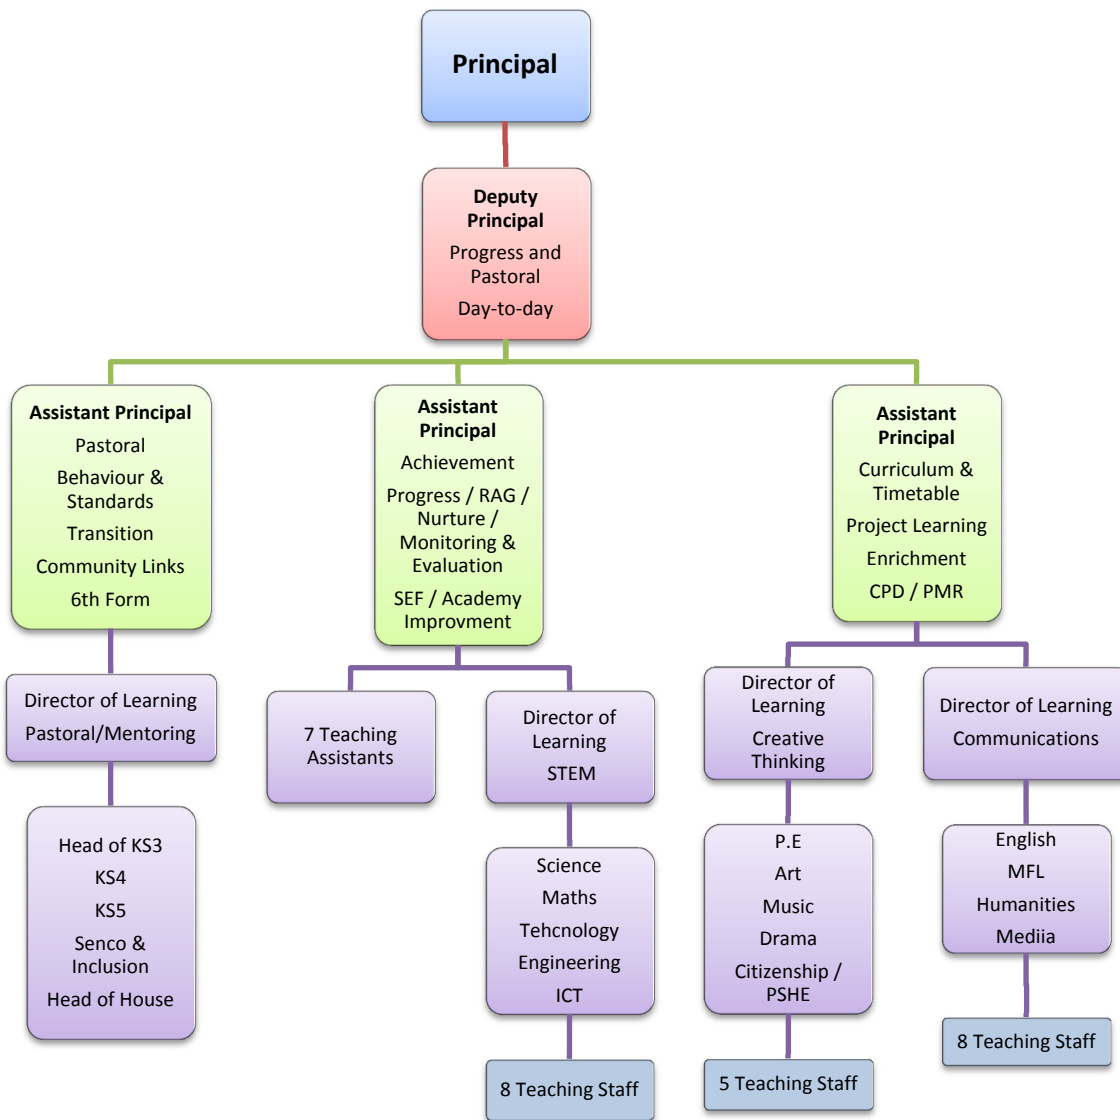 Principal
Deputy
Principal
Progress and
Pastoral
Day-to-day
Assistant Principal
Pastoral
Behaviour &
Standards
Transition
Community Links
6th Form
Assistant
Principal
Achievement
Progress / RAG /
Nurture /
Monitoring &
Evaluation
SEF / Academy
Improvment
Assistant
Principal
Curriculum &
Timetable
Project Learning
Enrichment
CPD / PMR
Director of Learning
Pastoral/Mentoring
7 Teaching
Assistants
Director of
Learning
STEM
Director of
Learning
Creative
Thinking
Director of Learning
Communications
Head of KS3
KS4
KS5
Senco &
Inclusion
Head of House
Science
Maths
Tehcnology
Engineering
ICT
P.E
Art
Music
Drama
Citizenship /
PSHE
English
MFL
Humanities
Mediia
8 Teaching Staff
5 Teaching Staff
8 Teaching Staff